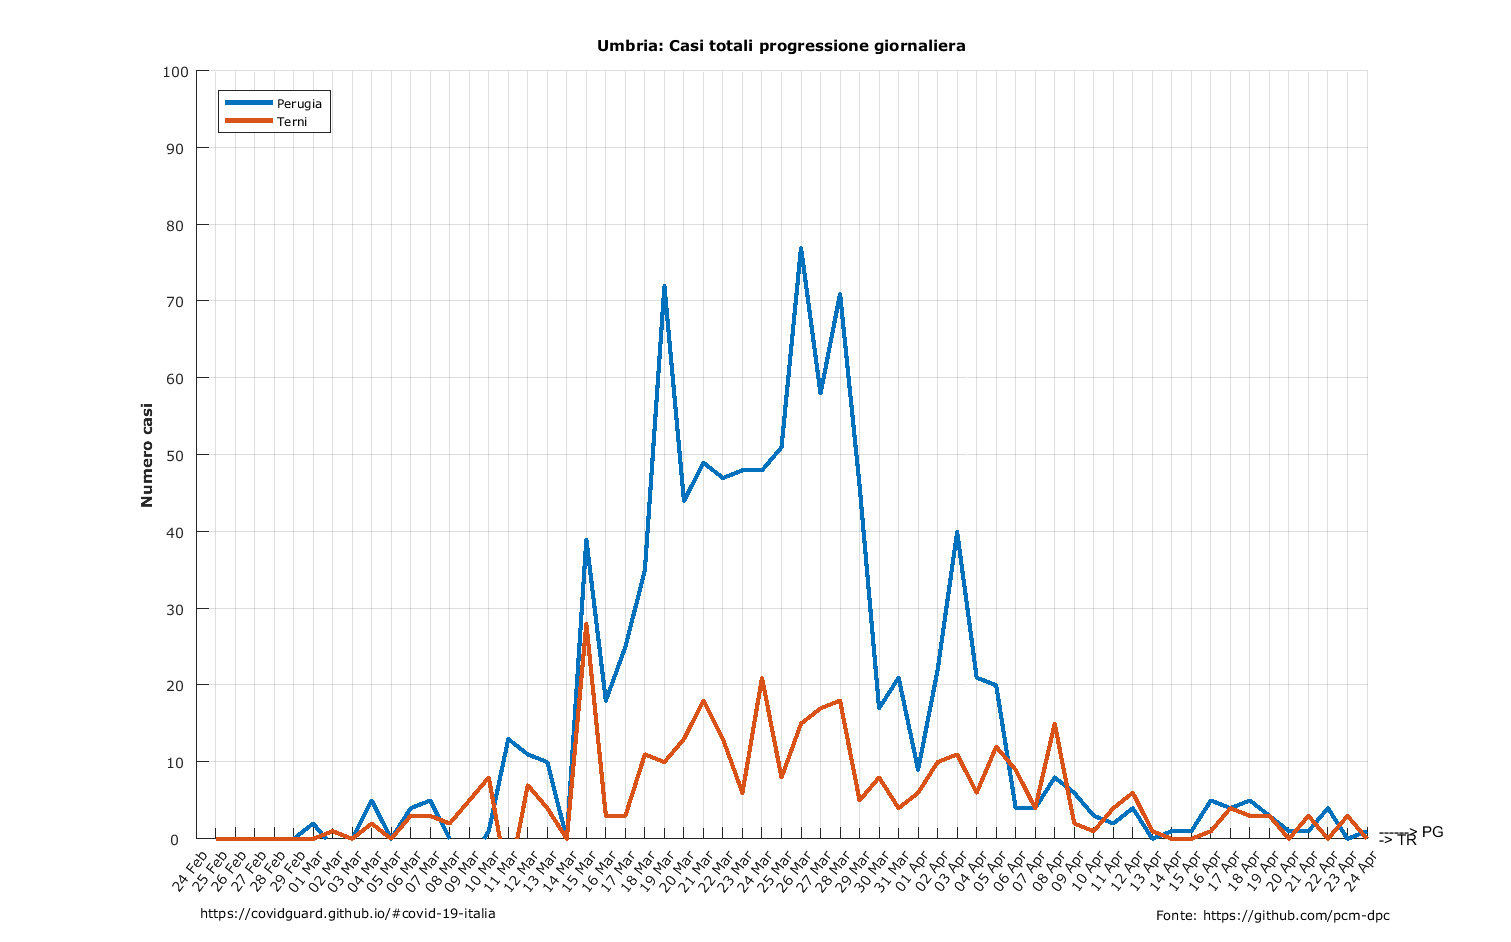 Umbria: Casi totali progressione giornaliera
100
90
80
70
60
50
40
30
20
10
0
Numero casi
Perugia
Terni
------> PG
-> TR
24 Feb
25 Feb
26 Feb
27 Feb
28 Feb
29 Feb
01 Mar
02 Mar
03 Mar
04 Mar
05 Mar
06 Mar
07 Mar
08 Mar
09 Mar
10 Mar
11 Mar
12 Mar
13 Mar
14 Mar
15 Mar
16 Mar
17 Mar
18 Mar
19 Mar
20 Mar
21 Mar
22 Mar
23 Mar
24 Mar
25 Mar
26 Mar
27 Mar
28 Mar
29 Mar
30 Mar
31 Mar
01 Apr
02 Apr
03 Apr
04 Apr
05 Apr
06 Apr
07 Apr
08 Apr
09 Apr
10 Apr
11 Apr
12 Apr
13 Apr
14 Apr
15 Apr
16 Apr
17 Apr
18 Apr
19 Apr
20 Apr
21 Apr
22 Apr
23 Apr
24 Apr
https://covidguard.github.io/#covid-19-italia
Fonte: https://github.com/pcm-dpc